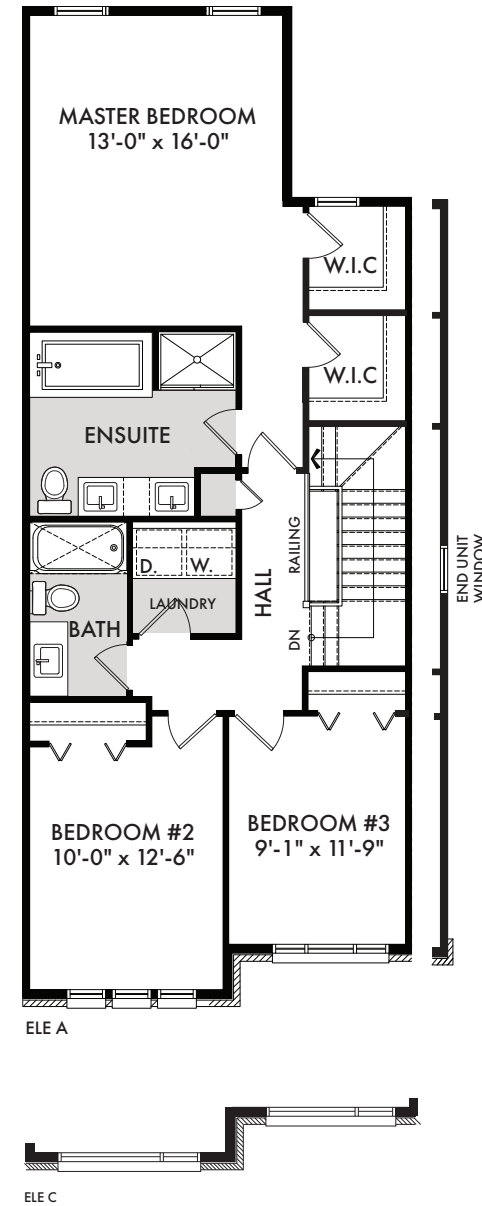 MASTER BEDROOM
13'-0" x 16'-0"
W.I.C
W.I.C
ENSUITE
RAILING
END UNIT
WINDOW
D. W.
LAUNDRY
HALL
BATH
DN
BEDROOM #2
10'-0" x 12'-6"
BEDROOM #3
9'-1" x 11'-9"
ELE A
ELE C